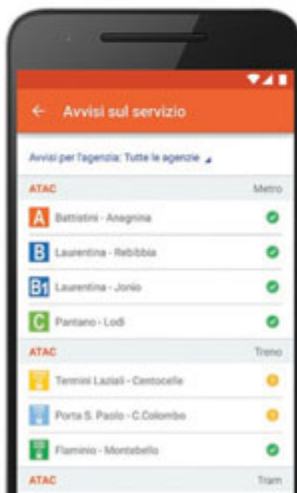 ← Avvisi sul servizio
Avvisi per l'agenzia: Tutte le agenzie
ATAC Metro
A Battistini - Anagnina
B Laurentina - Rebibbia
B1 Laurentina - Jonio
C Pantano - Lodi
ATAC Treno
Termini Laziali - Centocelle
Porta S. Paolo - C.Colombo
Flaminio - Montebello
ATAC Tram